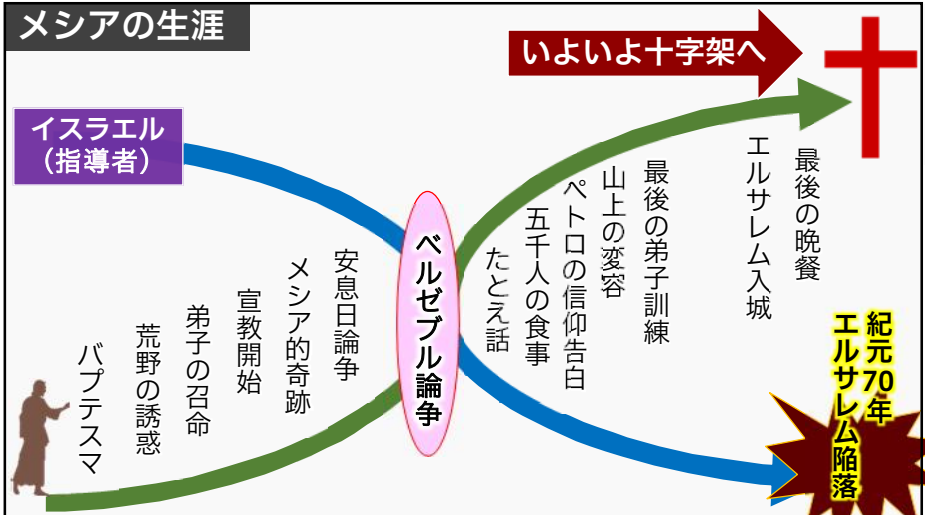 メシアの生涯
いよいよ十字架へ
イスラエル
（指導者）
バプテスマ
荒野の誘惑
弟子の召命
宣教開始
メシア的奇跡
安息日論争
ベルゼブル論争
たとえ話
五千人の食事
ペトロの信仰告白
山上の変容
最後の弟子訓練
エルサレム入城
最後の晩餐
紀元70年
エルサレム陥落